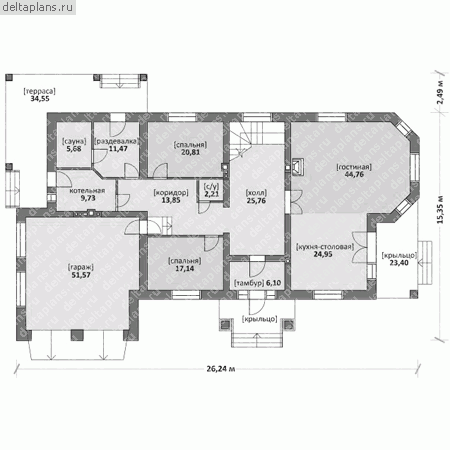 deltaplans.ru
[терраса]
34,55
2,49 м
[сауна]
5,68
[раздевалка]
11,47
[спальня]
20,81
[гостиная]
44,76
котельная
9,73
[коридор]
13,85
[с/у]
2,21
[холл]
25,76
15,35 м
[кухня-столовая]
24,95
[крыльцо]
23,40
[гараж]
51,57
[спальня]
17,14
[тамбур] 6,10
[крыльцо]
26,24 м